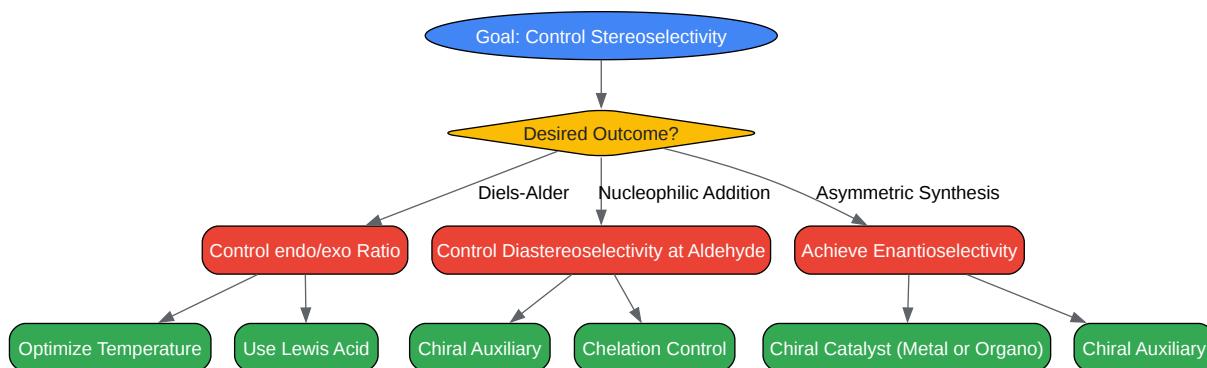 Goal: Control Stereoselectivity
Desired Outcome?
Diels-Alder
Nucleophilic Addition
Asymmetric Synthesis
Control endo/exo Ratio
Control Diastereoselectivity at Aldehyde
Achieve Enantioselectivity
Optimize Temperature
Use Lewis Acid
Chiral Auxiliary
Chelation Control
Chiral Catalyst (Metal or Organo)
Chiral Auxiliary